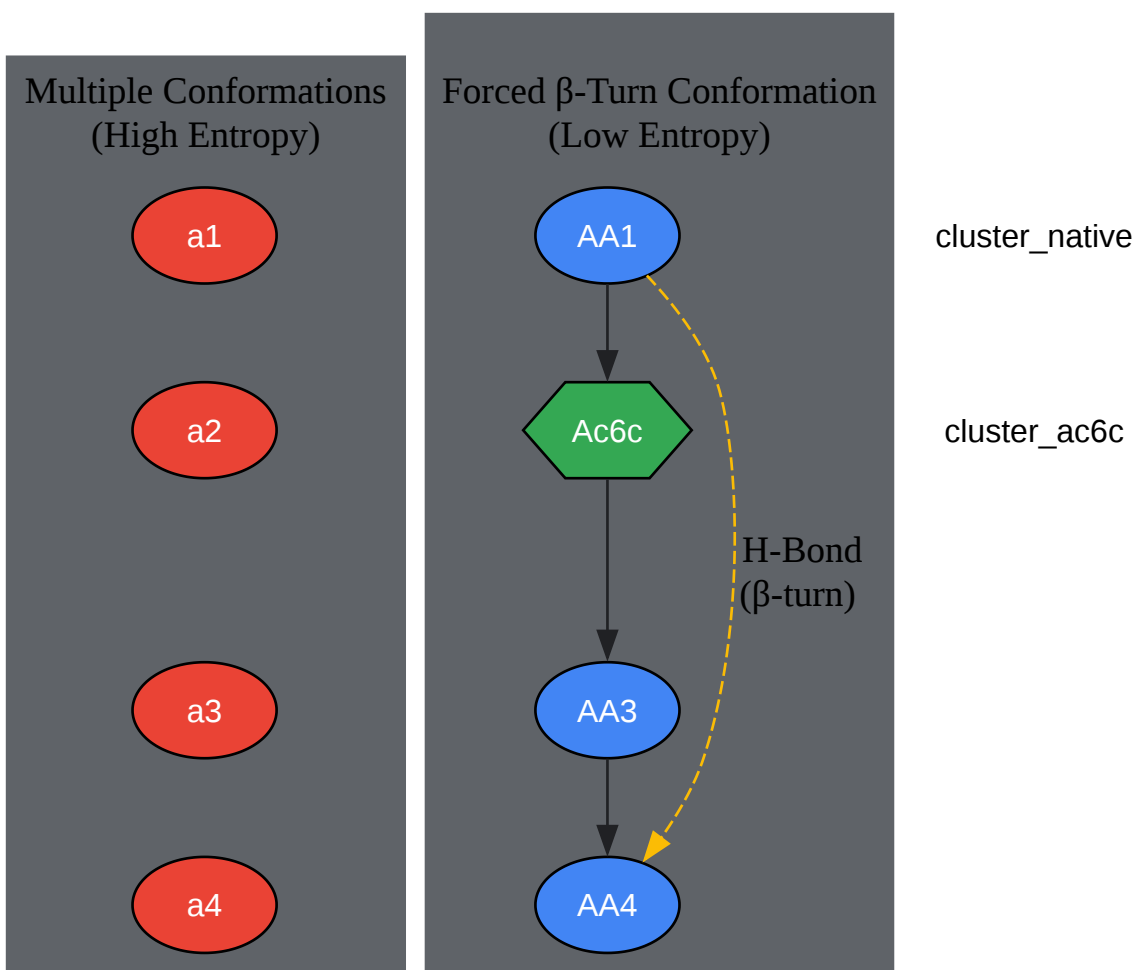 Multiple Conformations
(High Entropy)
a1
a2
a3
a4
Forced β-Turn Conformation
(Low Entropy)
AA1
Ac6c
H-Bond
(β-turn)
AA3
AA4
cluster_native
cluster_ac6c